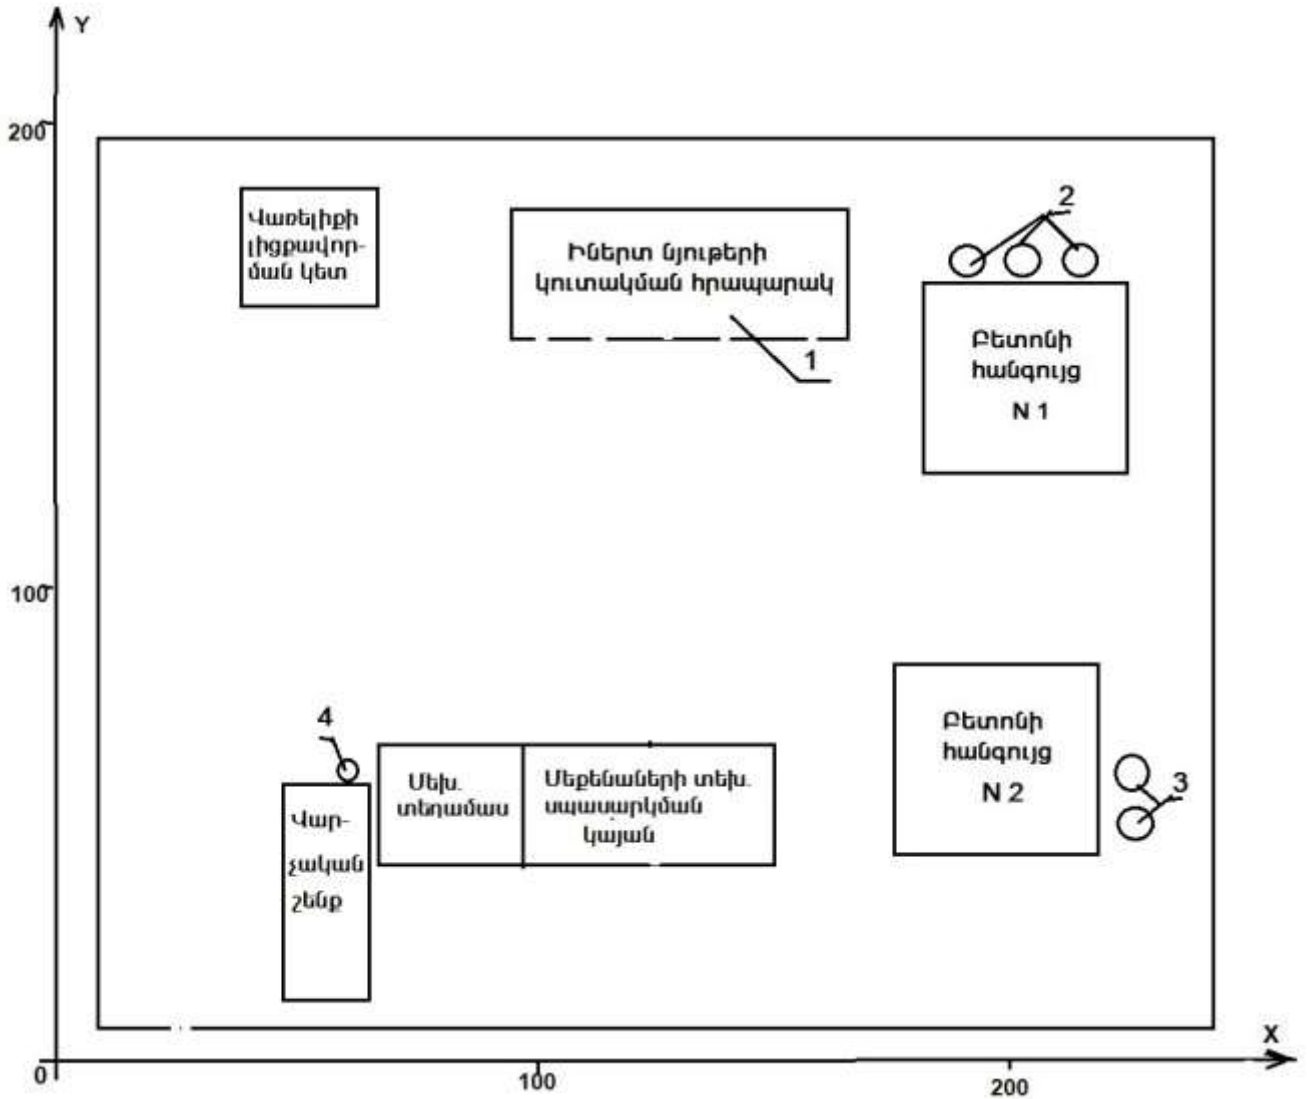 Y
200
Վառելիքի
լիցքավոր-
ման կետ
Իներտ նյութերի
կուտակման հրապարակ
1
2
Բետոնի
հանգույց
N 1
100
4
Մեխ.
տեղամաս
Մեքենաների տեխ.
սպասարկման
կայան
Վար-
չական
շենք
Բետոնի
հանգույց
N 2
3
X
0
100
200